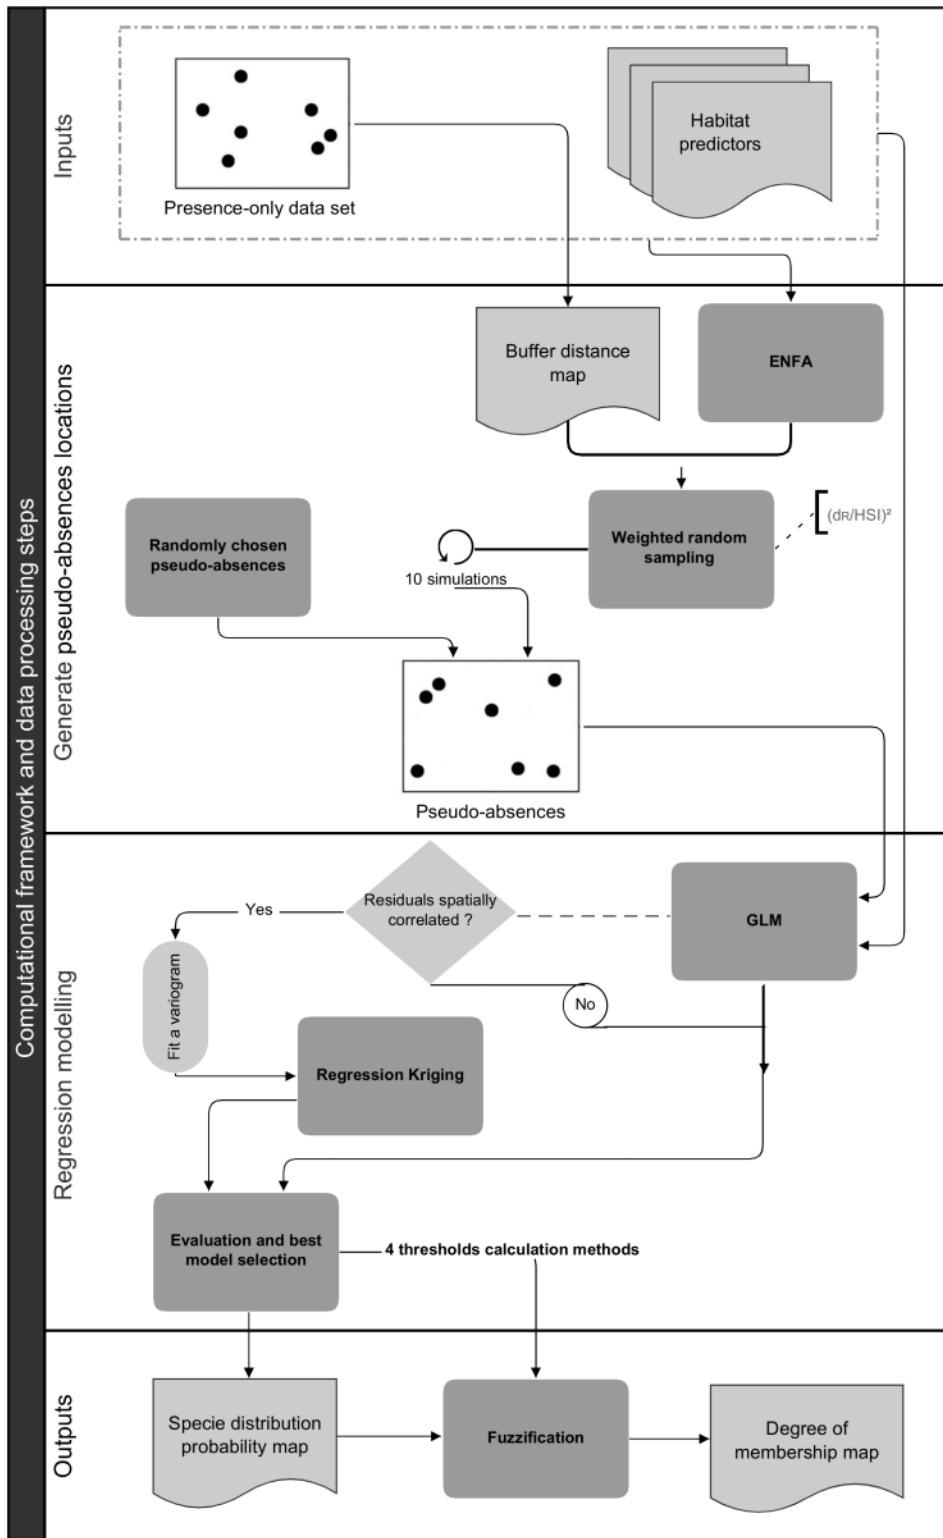 Computational framework and data processing steps
Inputs
Presence-only data set
Habitat
predictors
Generate pseudo-absences locations
Buffer distance
map
ENFA
Randomly chosen
pseudo-absences
10 simulations
Weighted random
sampling
(dR/HSI)²
Pseudo-absences
Regression modelling
Yes
Residuals spatially
correlated ?
GLM
Fit a variogram
No
Regression Kriging
Evaluation and best
model selection
4 thresholds calculation methods
Outputs
Specie distribution
probability map
Fuzzification
Degree of
membership map